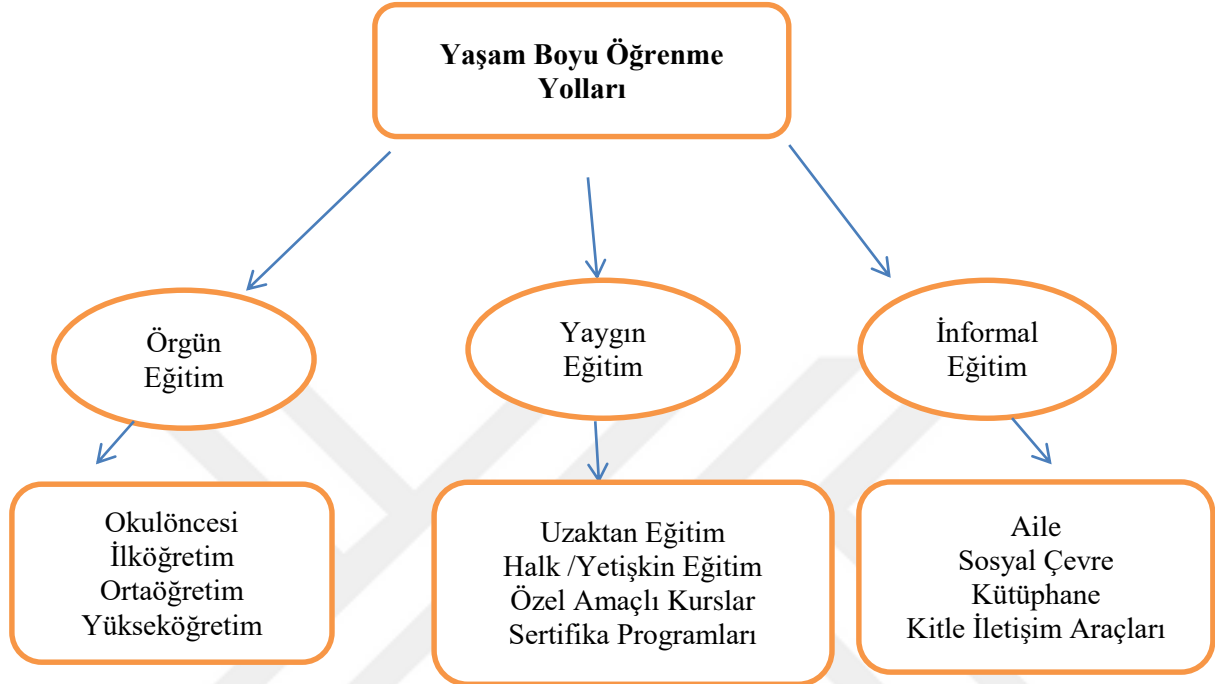 Yaşam Boyu Öğrenme
Yolları
Örgün
Eğitim
Yaygın
Eğitim
İnformal
Eğitim
Okulöncesi
İlköğretim
Ortaöğretim
Yükseköğretim
Uzaktan Eğitim
Halk /Yetişkin Eğitim
Özel Amaçlı Kurslar
Sertifika Programları
Aile
Sosyal Çevre
Kütüphane
Kitle İletişim Araçları